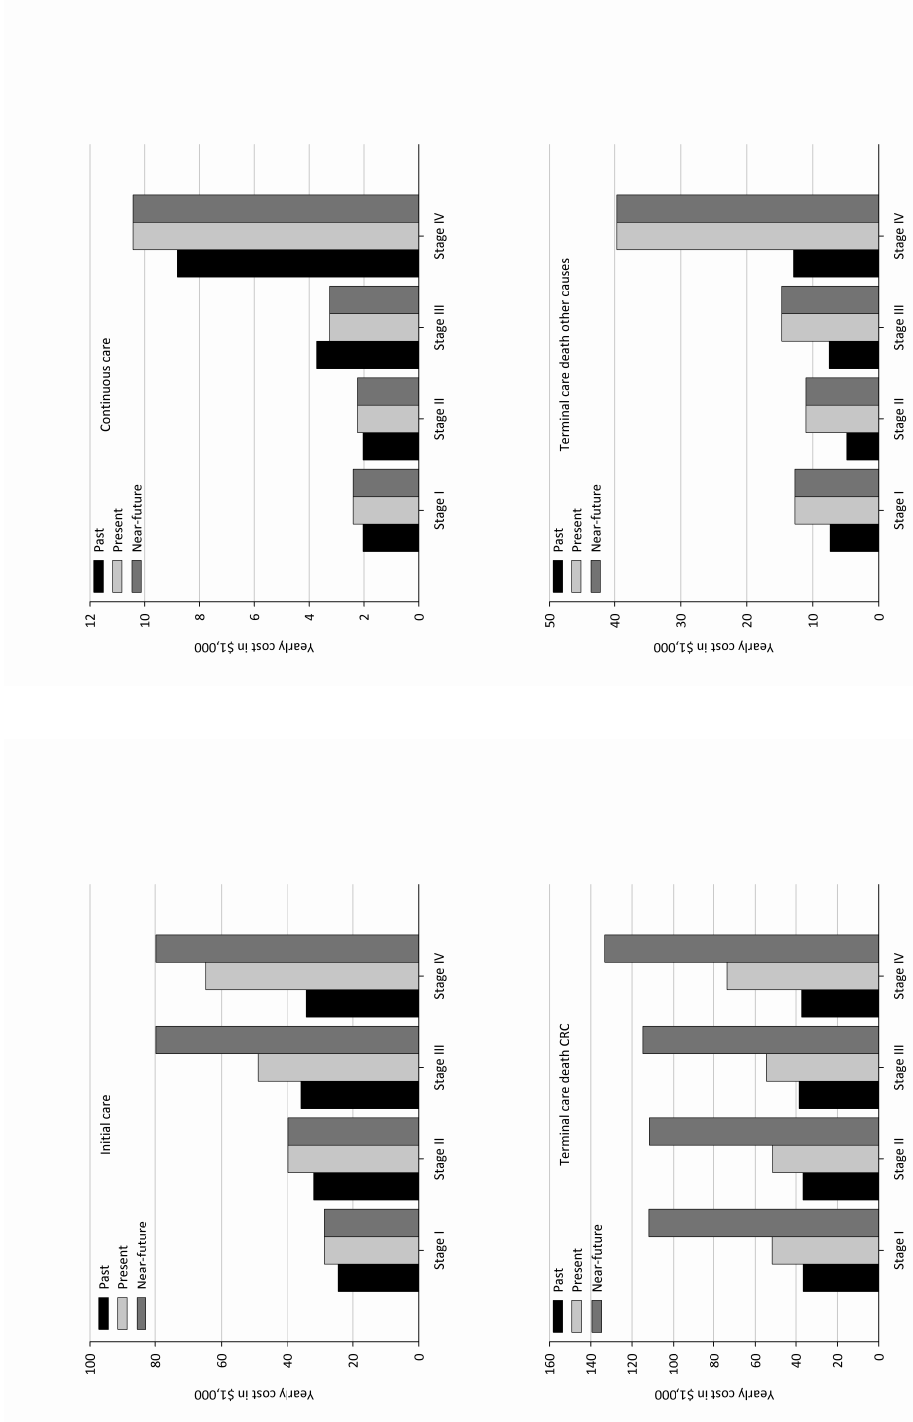 Initial care
Past
Present
Near-future
Yearly cost in $1,000
100
80
60
40
20
0
Stage I
Stage II
Stage III
Stage IV
Continuous care
Past
Present
Near-future
Yearly cost in $1,000
12
10
8
6
4
2
0
Stage I
Stage II
Stage III
Stage IV
Terminal care death CRC
Past
Present
Near-future
Yearly cost in $1,000
160
140
120
100
80
60
40
20
0
Stage I
Stage II
Stage III
Stage IV
Terminal care death other causes
Past
Present
Near-future
Yearly cost in $1,000
50
40
30
20
10
0
Stage I
Stage II
Stage III
Stage IV